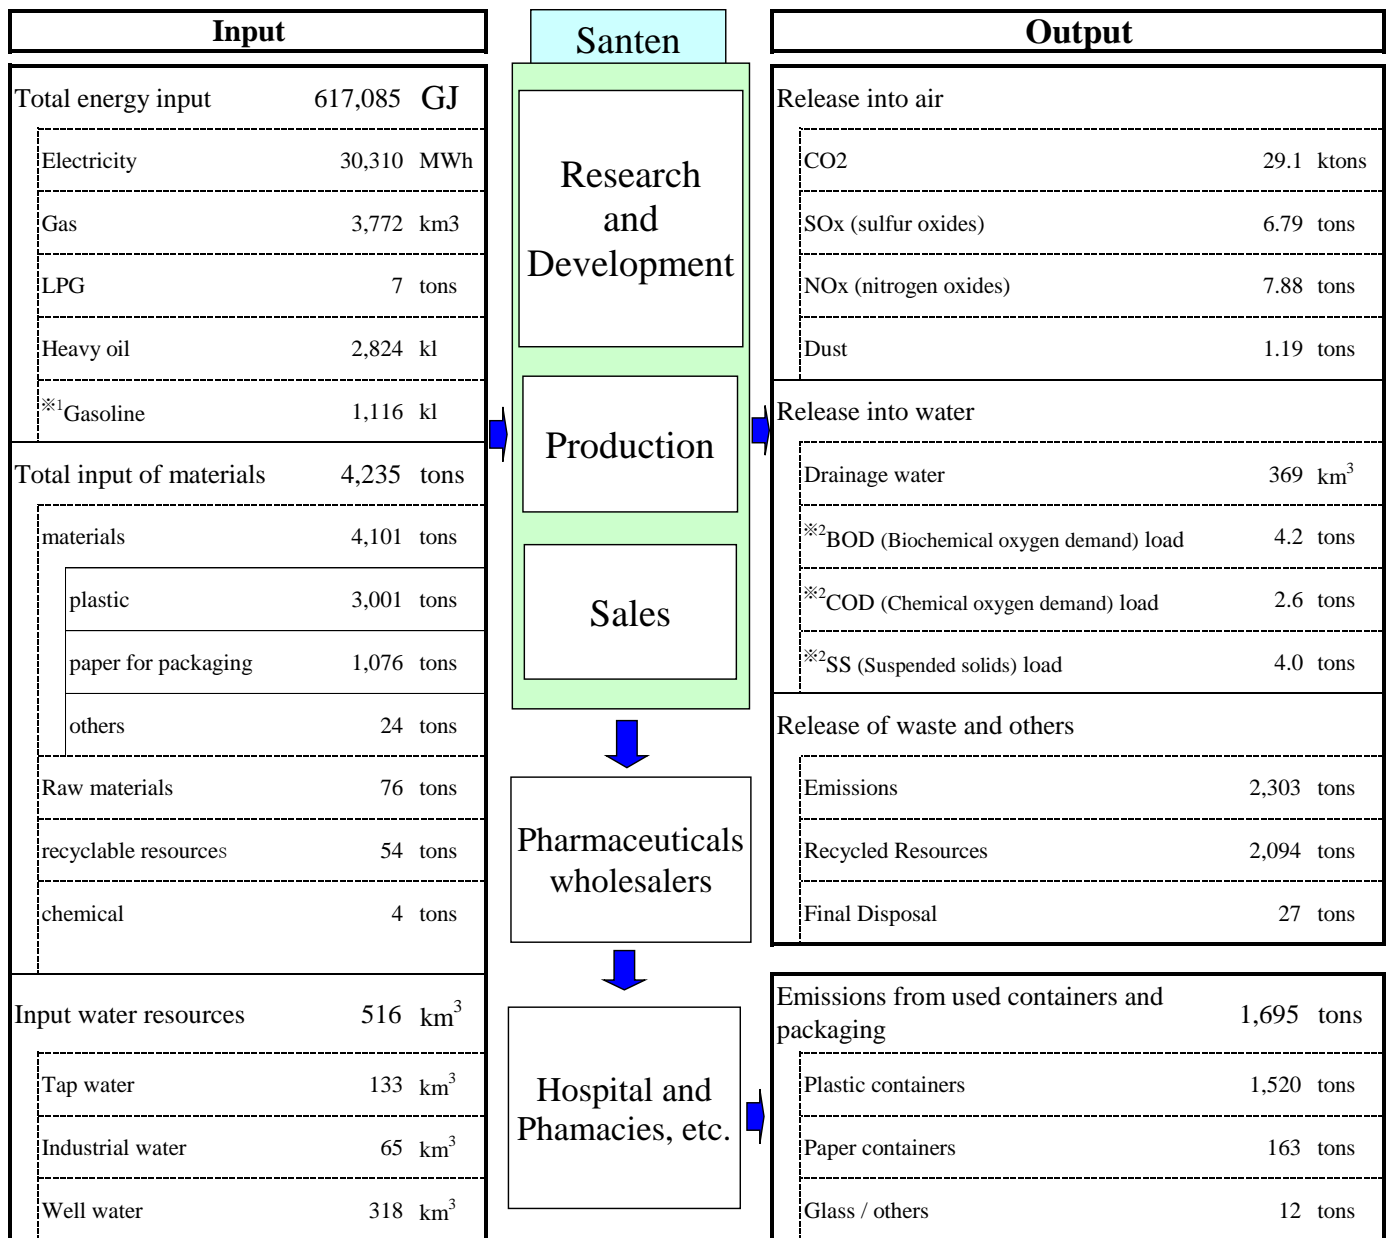 Input
Total energy input 617,085 GJ
Electricity 30,310 MWh
Gas 3,772 km3
LPG 7 tons
Heavy oil 2,824 kl
※1Gasoline 1,116 kl
Total input of materials 4,235 tons
materials 4,101 tons
plastic 3,001 tons
paper for packaging 1,076 tons
others 24 tons
Raw materials 76 tons
recyclable resources 54 tons
chemical 4 tons
Input water resources 516 km3
Tap water 133 km3
Industrial water 65 km3
Well water 318 km3
Santen
Research
and
Development
Production
Sales
Pharmaceuticals
wholesalers
Hospital and
Phamacies, etc.
Output
Release into air
CO2 29.1 ktons
SOx (sulfur oxides) 6.79 tons
NOx (nitrogen oxides) 7.88 tons
Dust 1.19 tons
Release into water
Drainage water 369 km3
※2BOD (Biochemical oxygen demand) load 4.2 tons
※2COD (Chemical oxygen demand) load 2.6 tons
※2SS (Suspended solids) load 4.0 tons
Release of waste and others
Emissions 2,303 tons
Recycled Resources 2,094 tons
Final Disposal 27 tons
Emissions from used containers and
packaging 1,695 tons
Plastic containers 1,520 tons
Paper containers 163 tons
Glass / others 12 tons